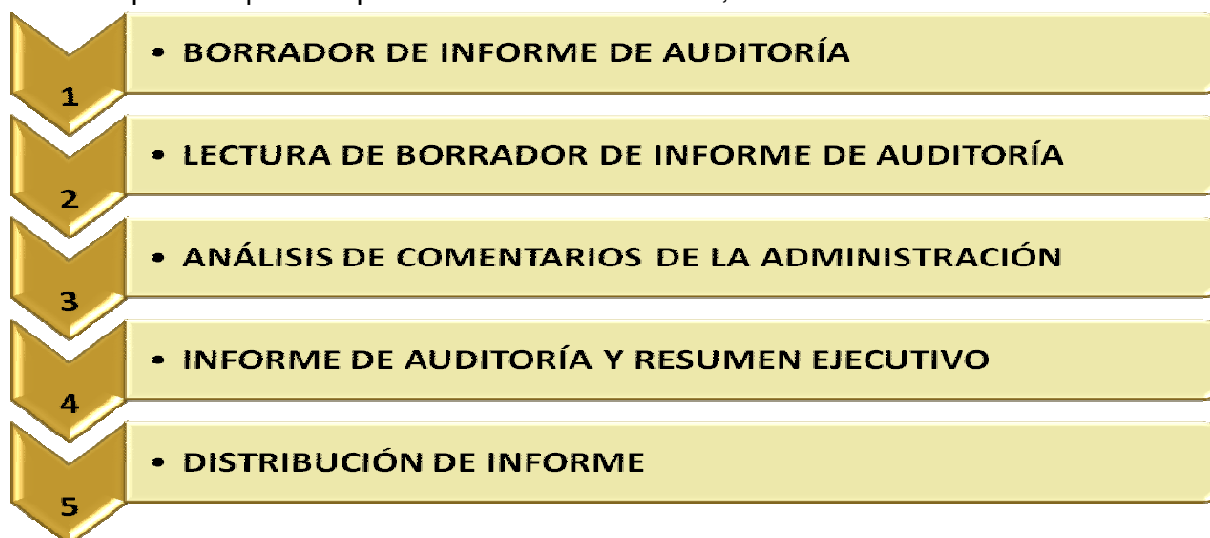 1
• BORRADOR DE INFORME DE AUDITORÍA
2
• LECTURA DE BORRADOR DE INFORME DE AUDITORÍA
3
• ANÁLISIS DE COMENTARIOS DE LA ADMINISTRACIÓN
4
• INFORME DE AUDITORÍA Y RESUMEN EJECUTIVO
5
• DISTRIBUCIÓN DE INFORME